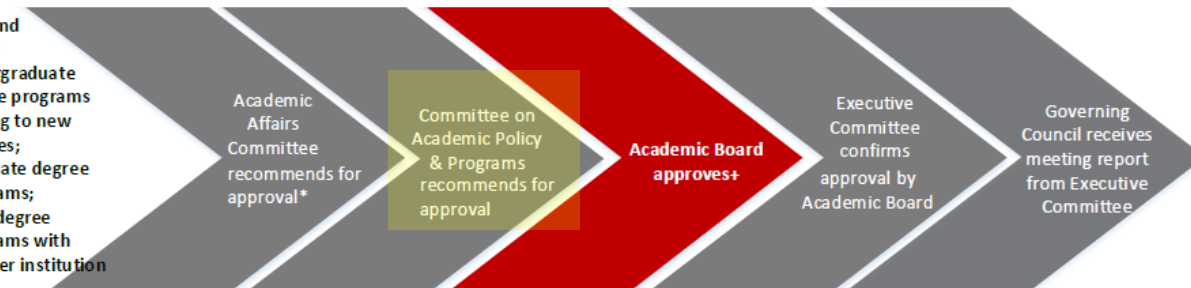 nd
graduate
e programs
g to new
es;
ate degree
ams;
degree
ams with
er institution
Academic
Affairs
Committee
recommends for
approval*
Committee on
Academic Policy
& Programs
recommends for
approval
Academic Board
approves+
Executive
Committee
confirms
approval by
Academic Board
Governing
Council receives
meeting report
from Executive
Committee